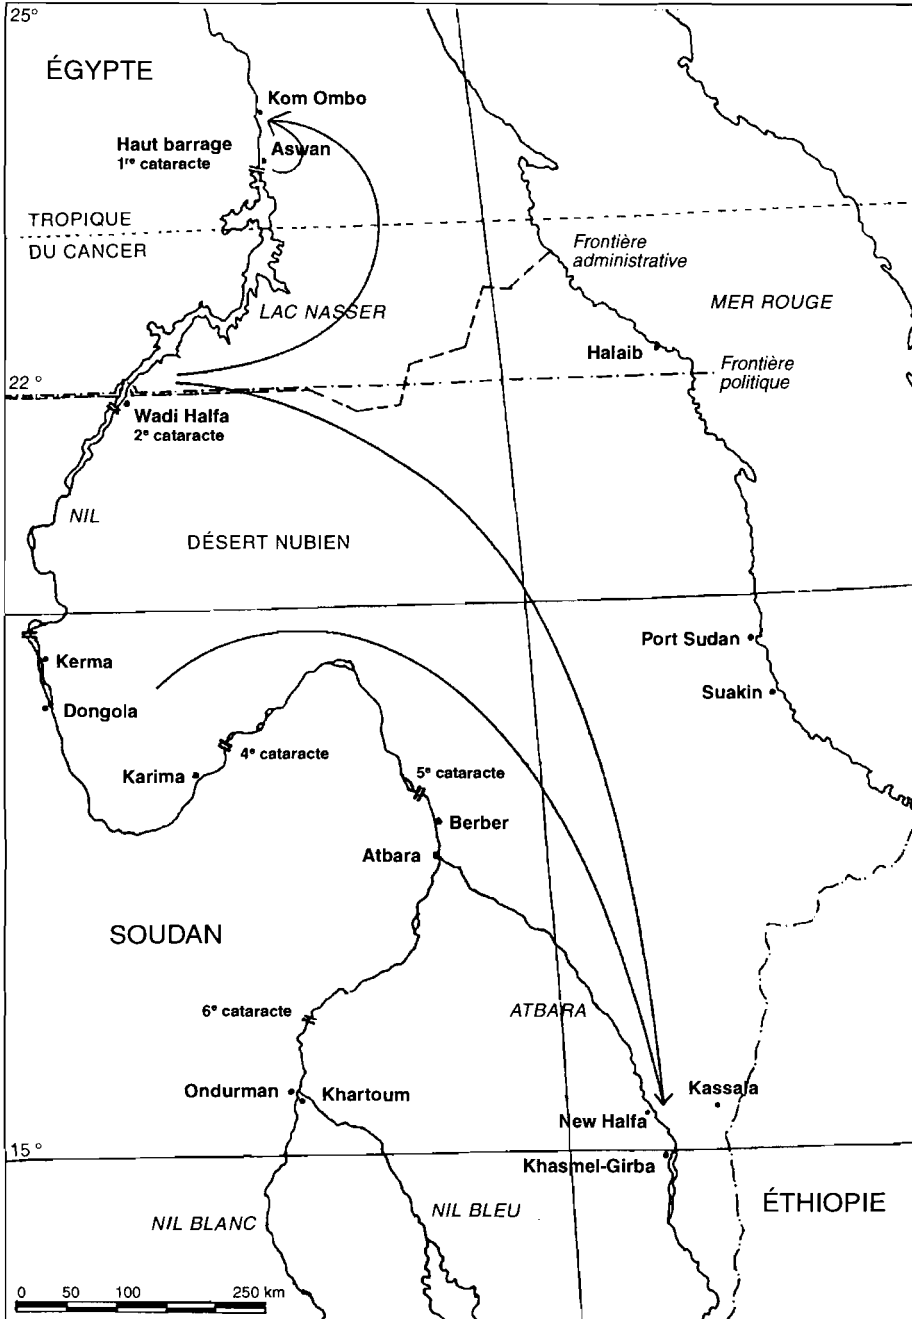 25°
ÉGYPTE
Kom Ombo
Haut barrage
1re cataracte
Aswan
TROPIQUE
DU CANCER
Frontière
administrative
LAC NASSER
MER ROUGE
Halaib
Frontière
politique
22°
Wadi Halfa
2e cataracte
NIL
DÉSERT NUBIEN
Port Sudan
Kerma
Suakin
Dongola
4e cataracte
Karima
5e cataracte
Berber
Atbara
SOUDAN
6e cataracte
ATBARA
Ondurman
Khartoum
Kassala
New Halfa
15°
Khasmel-Girba
ÉTHIOPIE
NIL BLANC
NIL BLEU
0 50 100 250 km